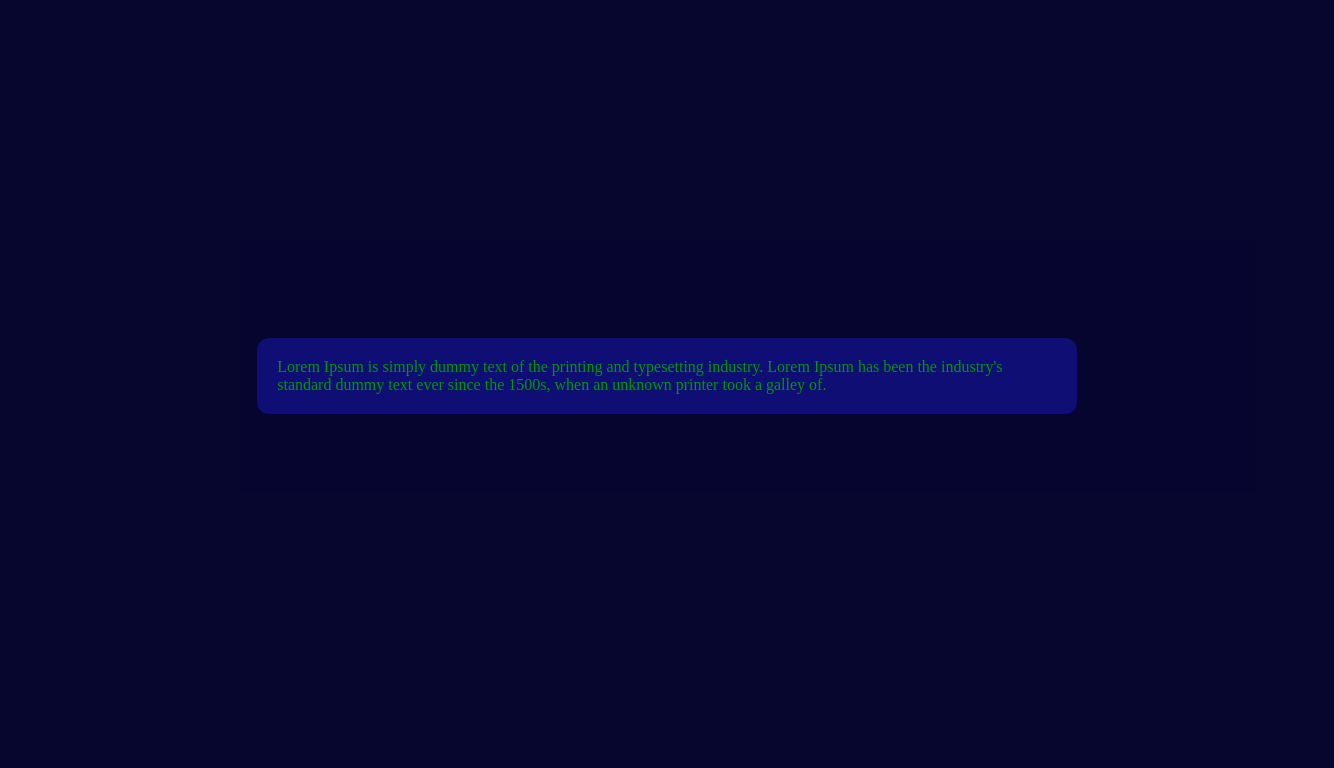 Lorem Ipsum is simply dummy text of the printing and typesetting industry. Lorem Ipsum has been the industry's
standard dummy text ever since the 1500s, when an unknown printer took a galley of.